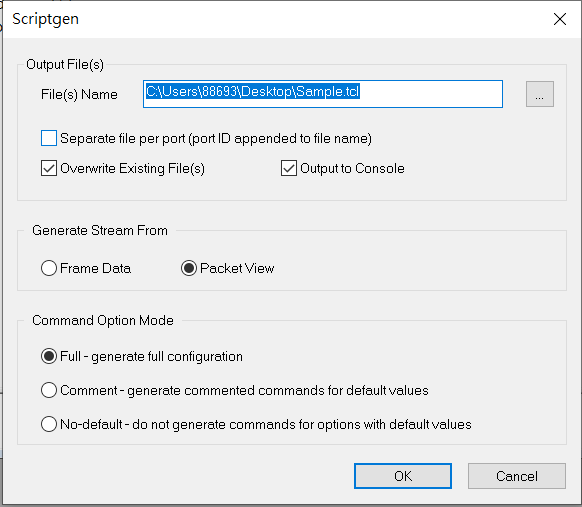 Scriptgen
Output File(s)
File(s) Name
C:\Users\88693\Desktop\Sample.tcl
...
Separate file per port (port ID appended to file name)
Overwrite Existing File(s)
Output to Console
Generate Stream From
Frame Data
Packet View
Command Option Mode
Full - generate full configuration
Comment - generate commented commands for default values
No-default - do not generate commands for options with default values
OK
Cancel